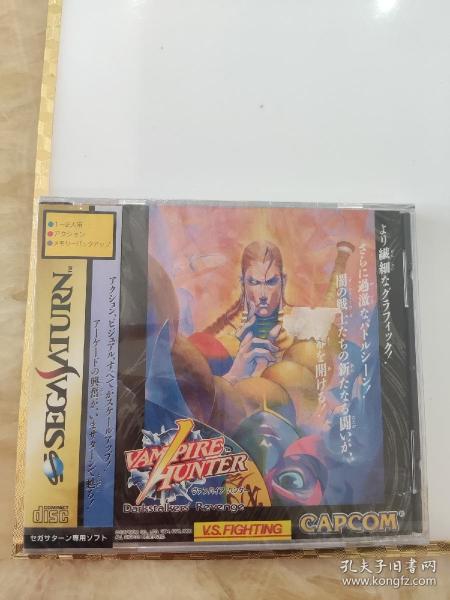 ●1~2人用
●アクション
●メモリーバックアップ
SEGA SATURN™
アクション、ビジュアル、すべてがスケールアップ!
アーケードの興奮が、いまサターンで甦る!
COMPACT
disc
セガサターン専用ソフト
より繊細なグラフィック!
さらに過激なバトルシーン!
闇の戦士たちの新たなる闘いが、
を開ける!
VAMPIRE
HUNTER™
ヴァンパイア ハンター
Darkstalkers' Revenge
V.S.FIGHTING
CAPCOM
孔夫子旧书网
www.kongfz.com